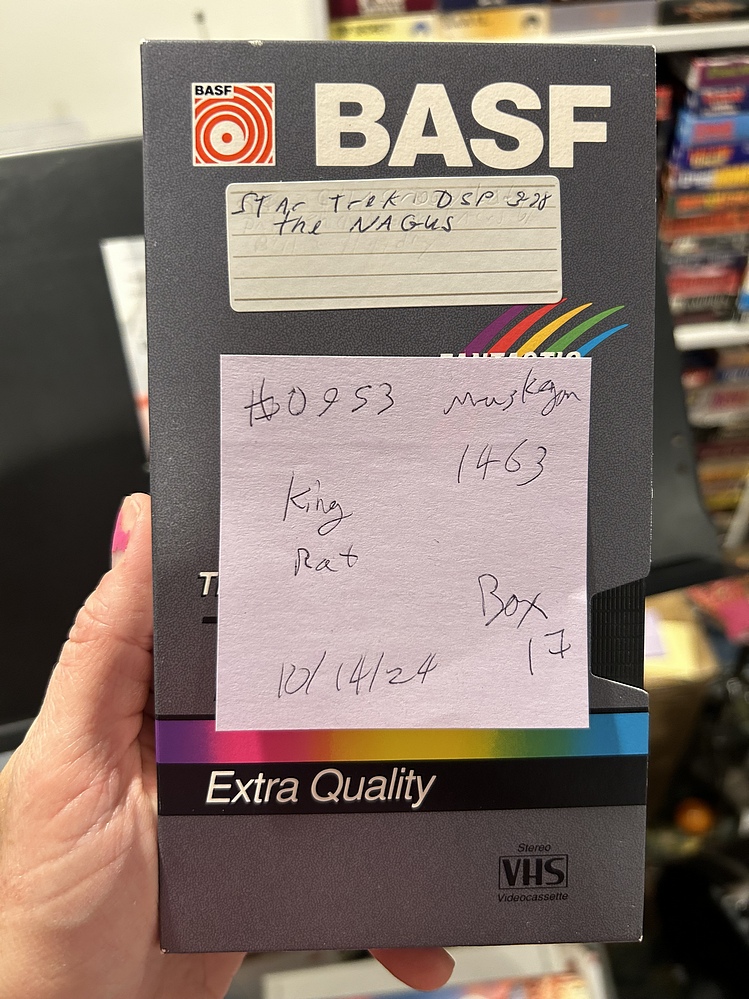 BASF
BASF
STAr TreK DSP 328
the NAGUS
FANTASTIC
#0953 Muskegon
1463
King
Rat
Box
17
10/14/24
Extra Quality
Stereo
VHS
Videocassette